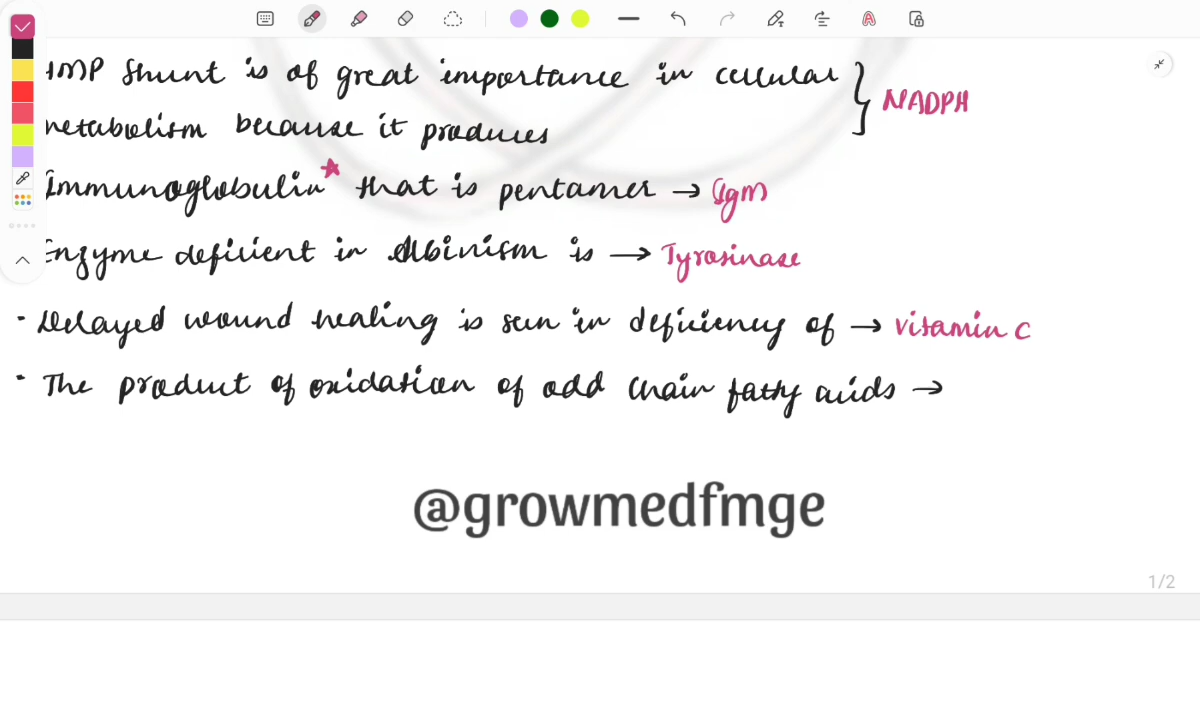 HMP Shunt is of great importance in cellular
metabolism because it produces } NADPH
Immunoglobulin* that is pentamer → IgM
Enzyme deficient in Albinism is → Tyrosinase
· Delayed wound healing is seen in deficiency of → vitamin C
· The product of oxidation of odd chain fatty acids →
@growmedfmge
1/2